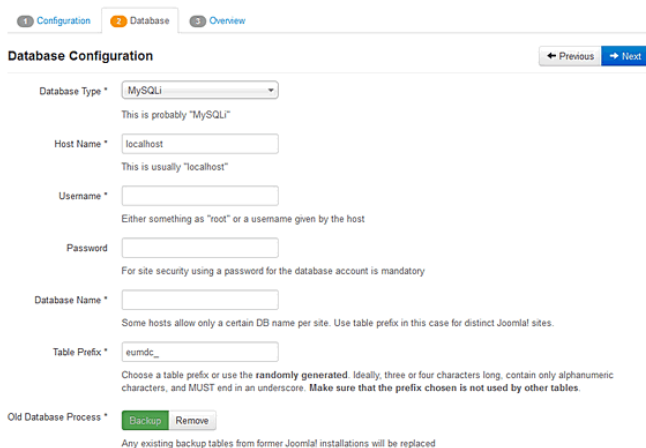 1 Configuration 2 Database 3 Overview
Database Configuration
Previous Next
Database Type * MySQLi
This is probably "MySQLi"
Host Name * localhost
This is usually "localhost"
Username *
Either something as "root" or a username given by the host
Password
For site security using a password for the database account is mandatory
Database Name *
Some hosts allow only a certain DB name per site. Use table prefix in this case for distinct Joomla! sites.
Table Prefix * eumdc_
Choose a table prefix or use the randomly generated. Ideally, three or four characters long, contain only alphanumeric
characters, and MUST end in an underscore. Make sure that the prefix chosen is not used by other tables.
Old Database Process * Backup Remove
Any existing backup tables from former Joomla! installations will be replaced